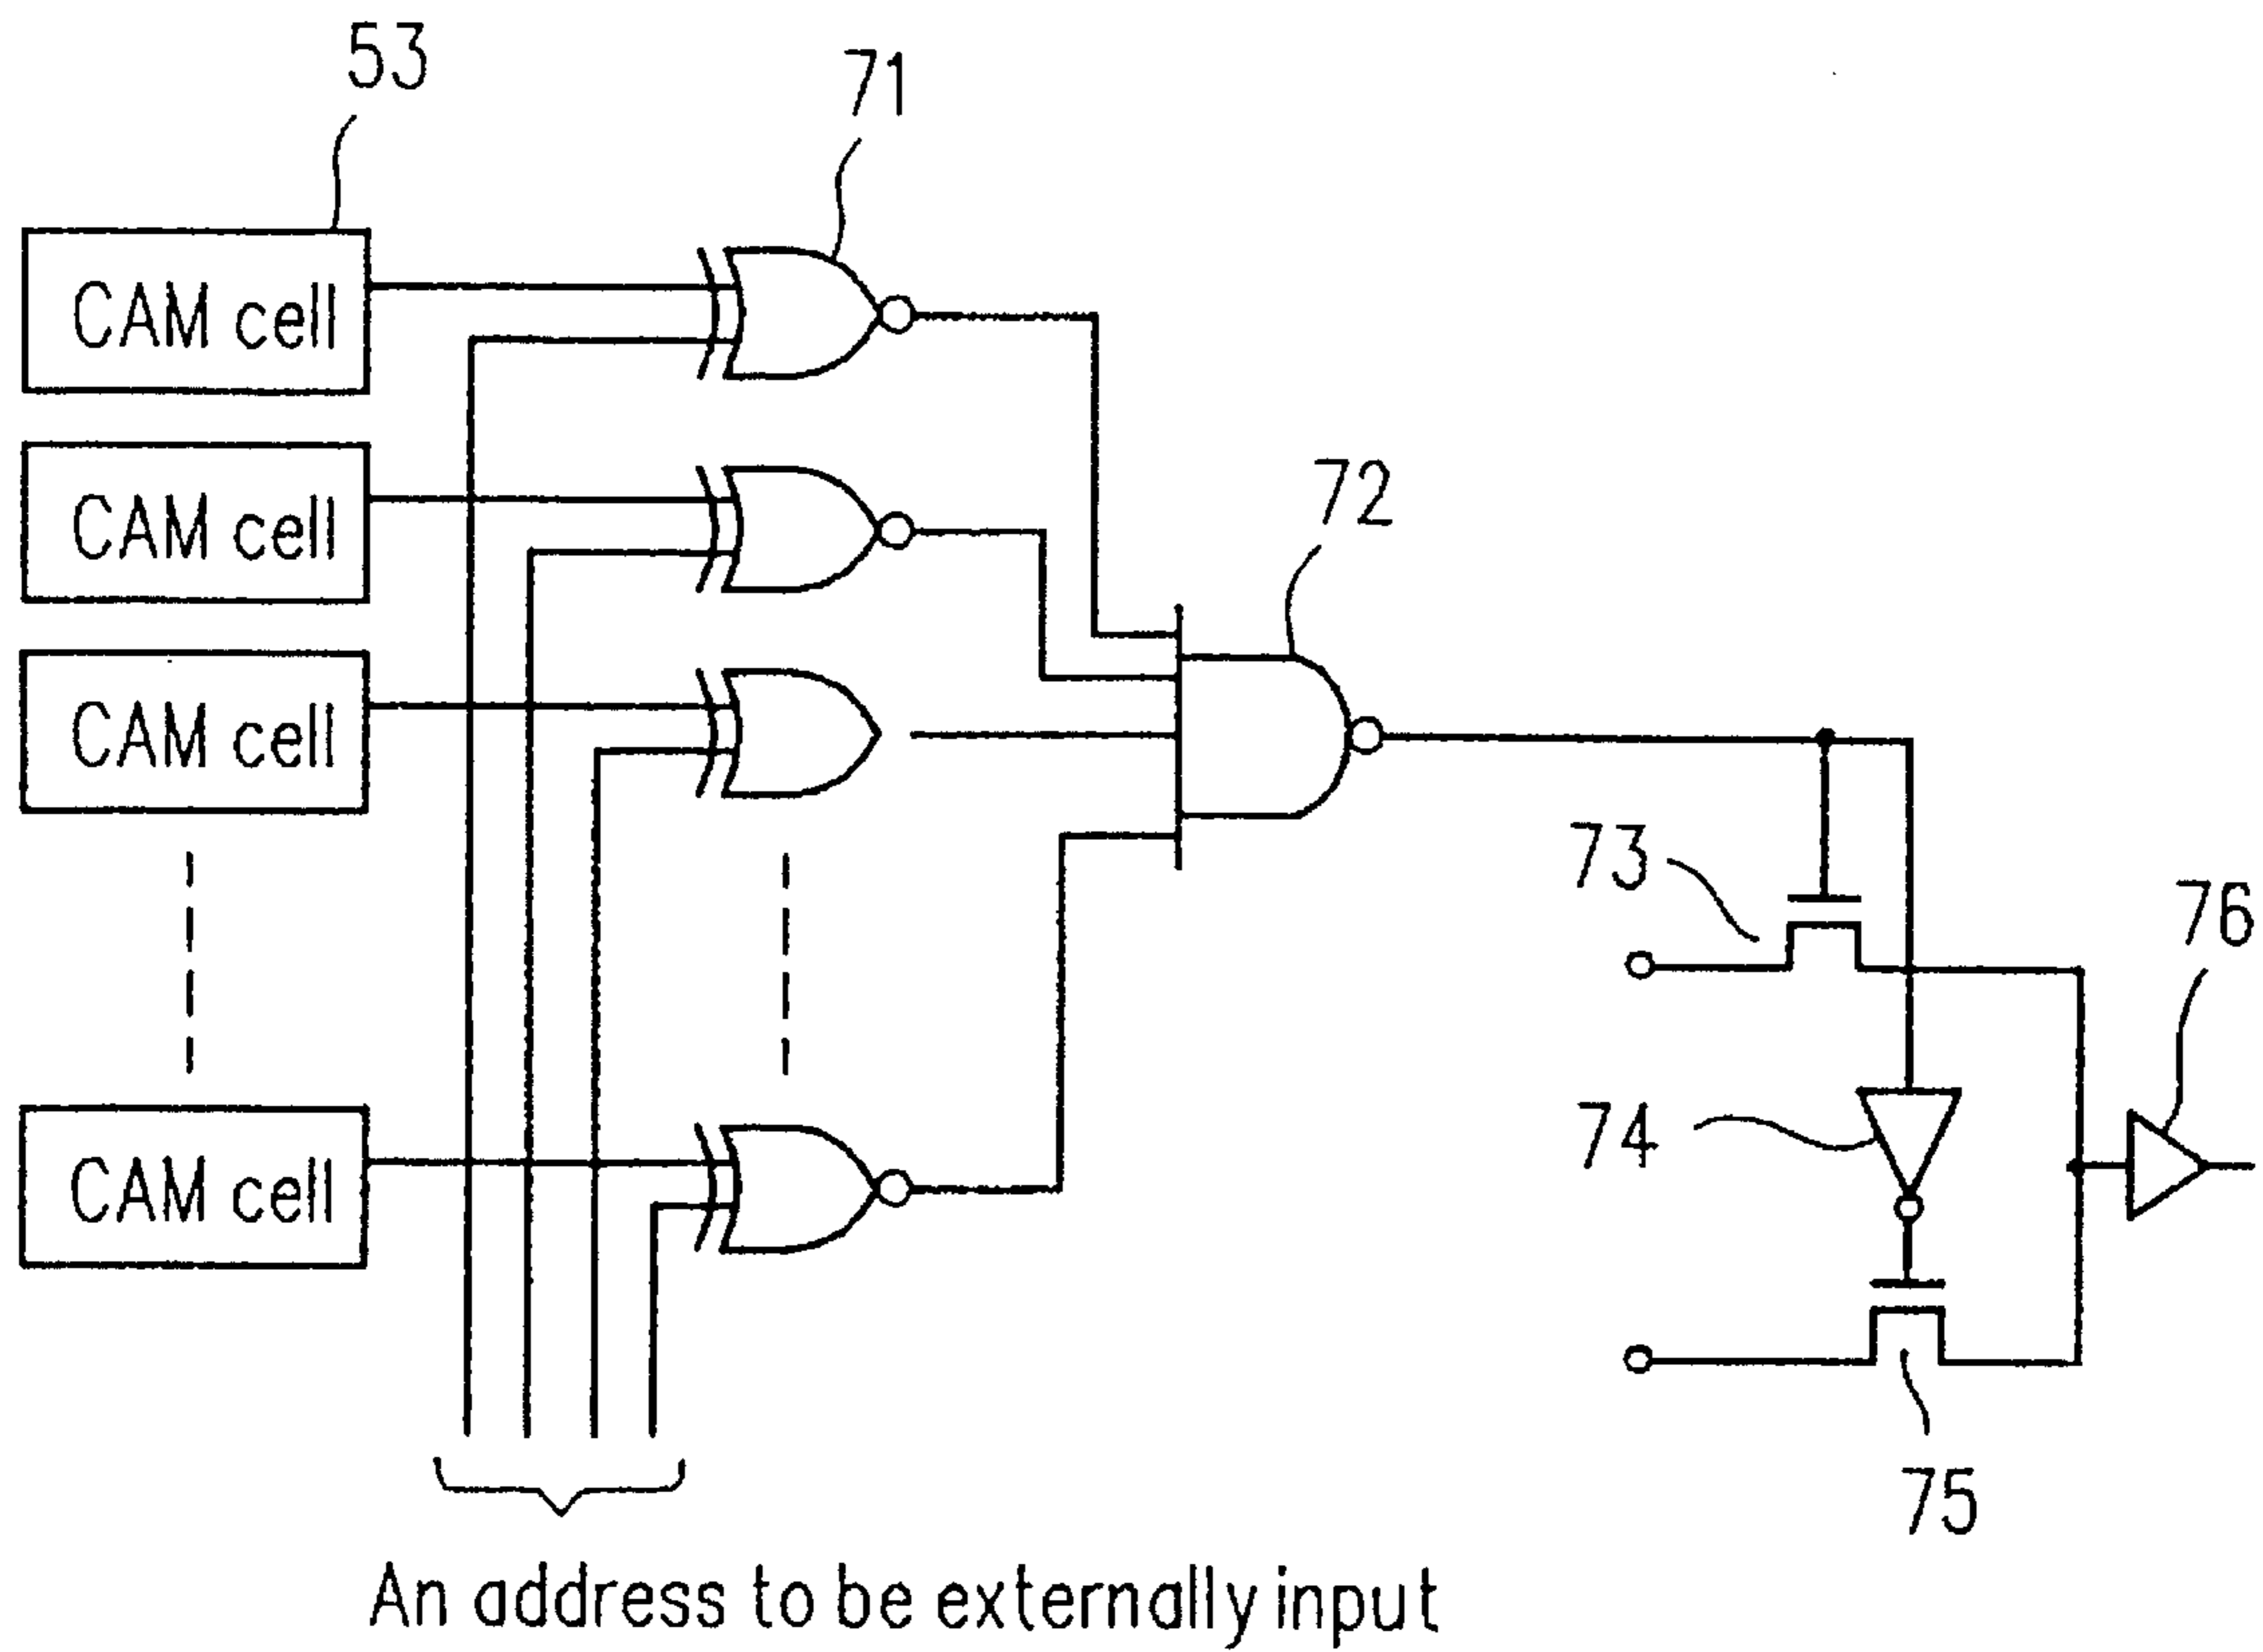 53
71
CAM cell
CAM cell
72
CAM cell
73
76
74
CAM cell
75
An address to be externally input